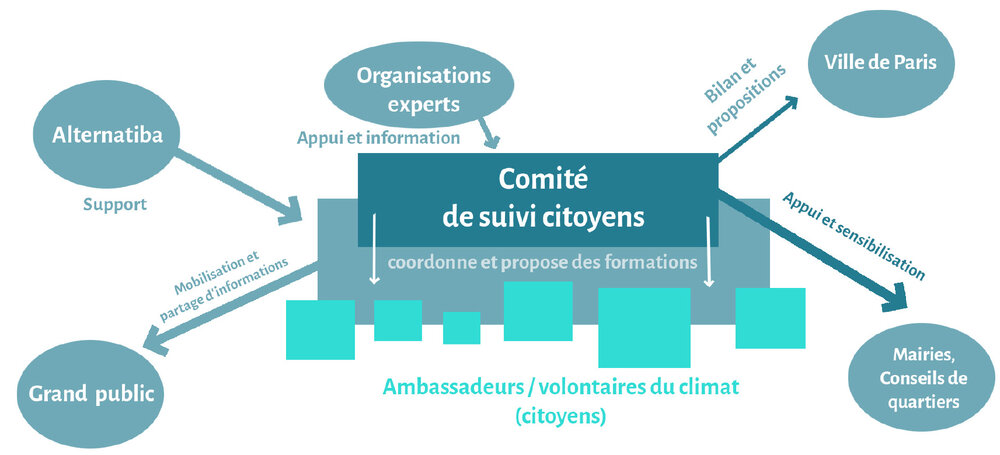 Organisations
experts
Ville de Paris
Bilan et
propositions
Alternatiba
Appui et information
Support
Comité
de suivi citoyens
Appui et sensibilisation
coordonne et propose des formations
Mobilisation et
partage d'informations
Grand public
Mairies,
Conseils de
quartiers
Ambassadeurs / volontaires du climat
(citoyens)